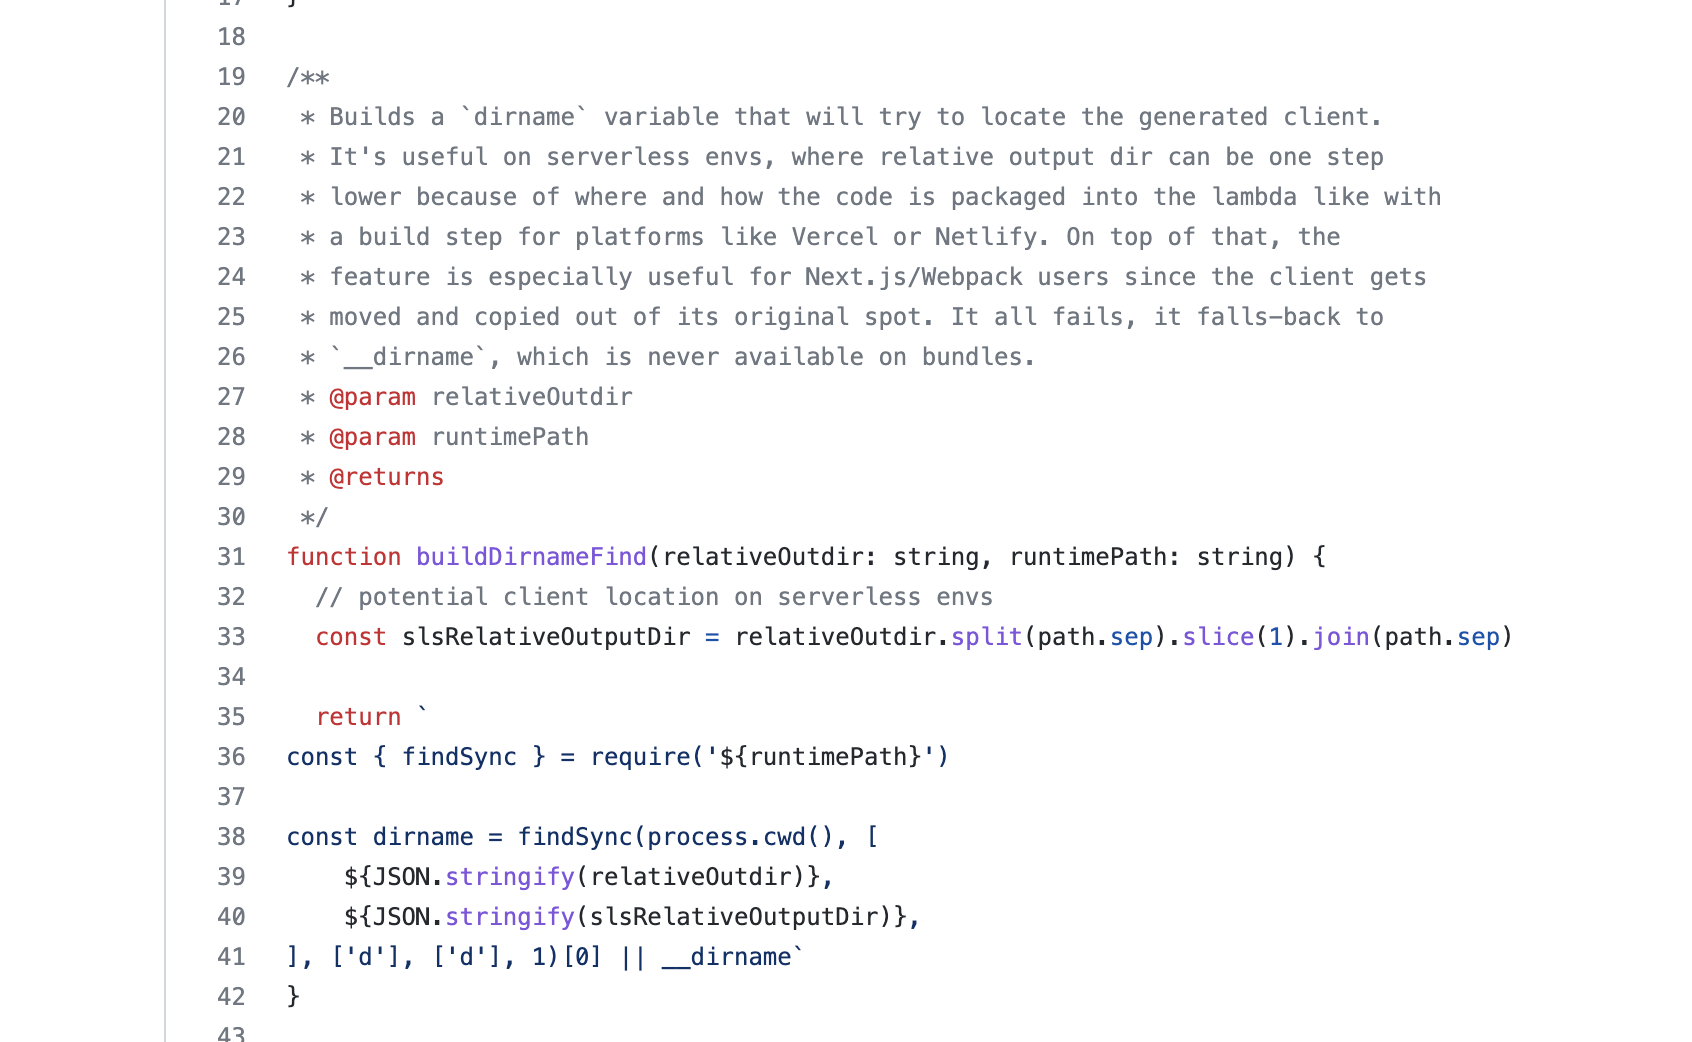 17 }
18
19 /**
20  * Builds a `dirname` variable that will try to locate the generated client.
21  * It's useful on serverless envs, where relative output dir can be one step
22  * lower because of where and how the code is packaged into the lambda like with
23  * a build step for platforms like Vercel or Netlify. On top of that, the
24  * feature is especially useful for Next.js/Webpack users since the client gets
25  * moved and copied out of its original spot. It all fails, it falls-back to
26  * `__dirname`, which is never available on bundles.
27  * @param relativeOutdir
28  * @param runtimePath
29  * @returns
30  */
31 function buildDirnameFind(relativeOutdir: string, runtimePath: string) {
32   // potential client location on serverless envs
33   const slsRelativeOutputDir = relativeOutdir.split(path.sep).slice(1).join(path.sep)
34
35   return `
36 const { findSync } = require('${runtimePath}')
37
38 const dirname = findSync(process.cwd(), [
39     ${JSON.stringify(relativeOutdir)},
40     ${JSON.stringify(slsRelativeOutputDir)},
41 ], ['d'], ['d'], 1)[0] || __dirname`
42 }
43